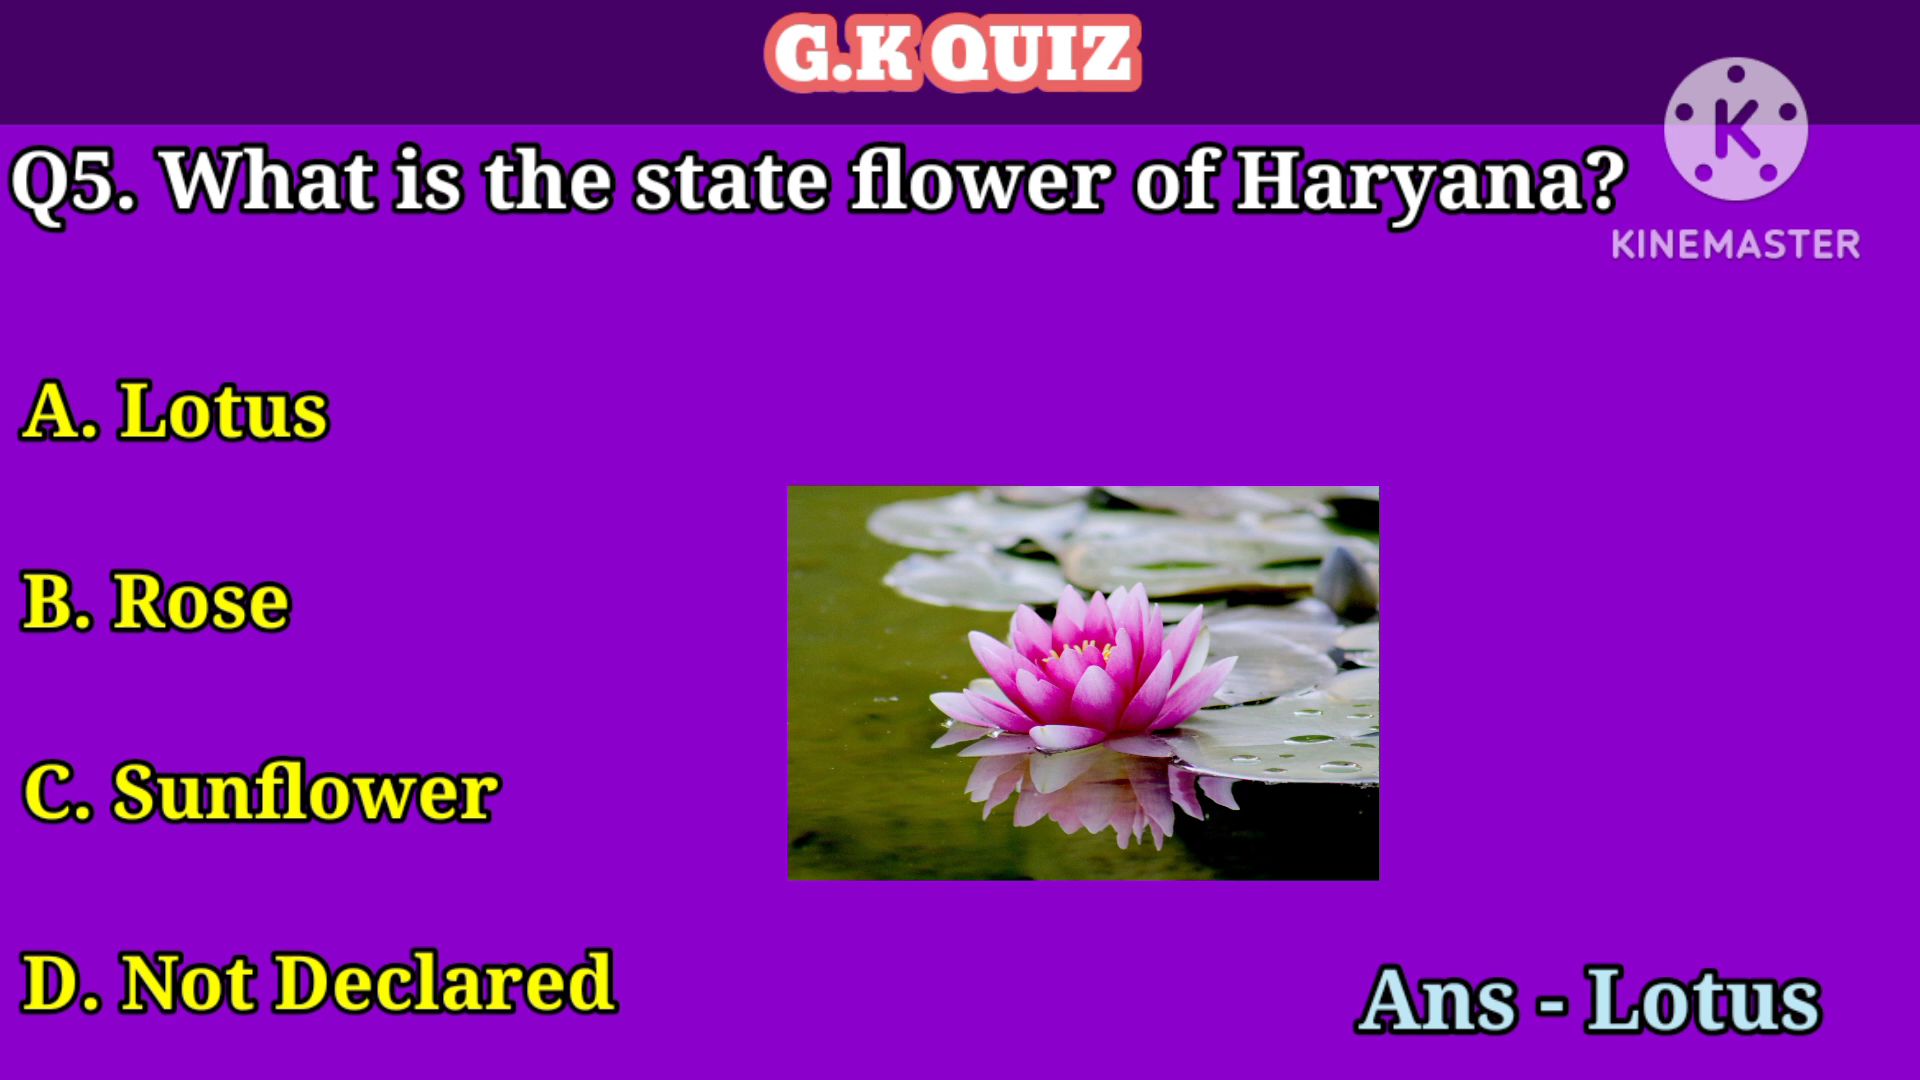 G.K QUIZ
Q5. What is the state flower of Haryana?
K
KINEMASTER
A. Lotus
B. Rose
C. Sunflower
D. Not Declared
Ans - Lotus